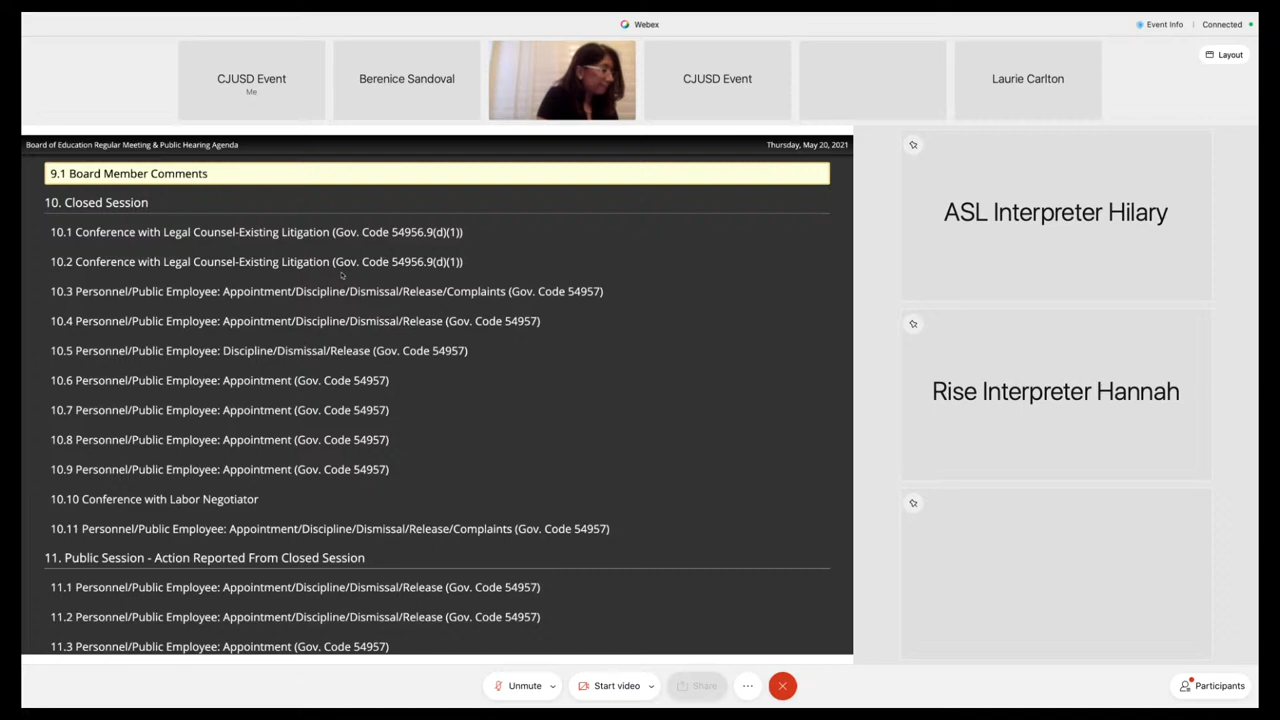 Webex
Event Info
Connected
Layout
CJUSD Event
Me
Berenice Sandoval
CJUSD Event
Laurie Carlton
Board of Education Regular Meeting & Public Hearing Agenda
Thursday, May 20, 2021
9.1 Board Member Comments
10. Closed Session
10.1 Conference with Legal Counsel-Existing Litigation (Gov. Code 54956.9(d)(1))
10.2 Conference with Legal Counsel-Existing Litigation (Gov. Code 54956.9(d)(1))
10.3 Personnel/Public Employee: Appointment/Discipline/Dismissal/Release/Complaints (Gov. Code 54957)
10.4 Personnel/Public Employee: Appointment/Discipline/Dismissal/Release (Gov. Code 54957)
10.5 Personnel/Public Employee: Discipline/Dismissal/Release (Gov. Code 54957)
10.6 Personnel/Public Employee: Appointment (Gov. Code 54957)
10.7 Personnel/Public Employee: Appointment (Gov. Code 54957)
10.8 Personnel/Public Employee: Appointment (Gov. Code 54957)
10.9 Personnel/Public Employee: Appointment (Gov. Code 54957)
10.10 Conference with Labor Negotiator
10.11 Personnel/Public Employee: Appointment/Discipline/Dismissal/Release/Complaints (Gov. Code 54957)
11. Public Session - Action Reported From Closed Session
11.1 Personnel/Public Employee: Appointment/Discipline/Dismissal/Release (Gov. Code 54957)
11.2 Personnel/Public Employee: Appointment/Discipline/Dismissal/Release (Gov. Code 54957)
11.3 Personnel/Public Employee: Appointment (Gov. Code 54957)
ASL Interpreter Hilary
Rise Interpreter Hannah
Unmute
Start video
Share
Participants